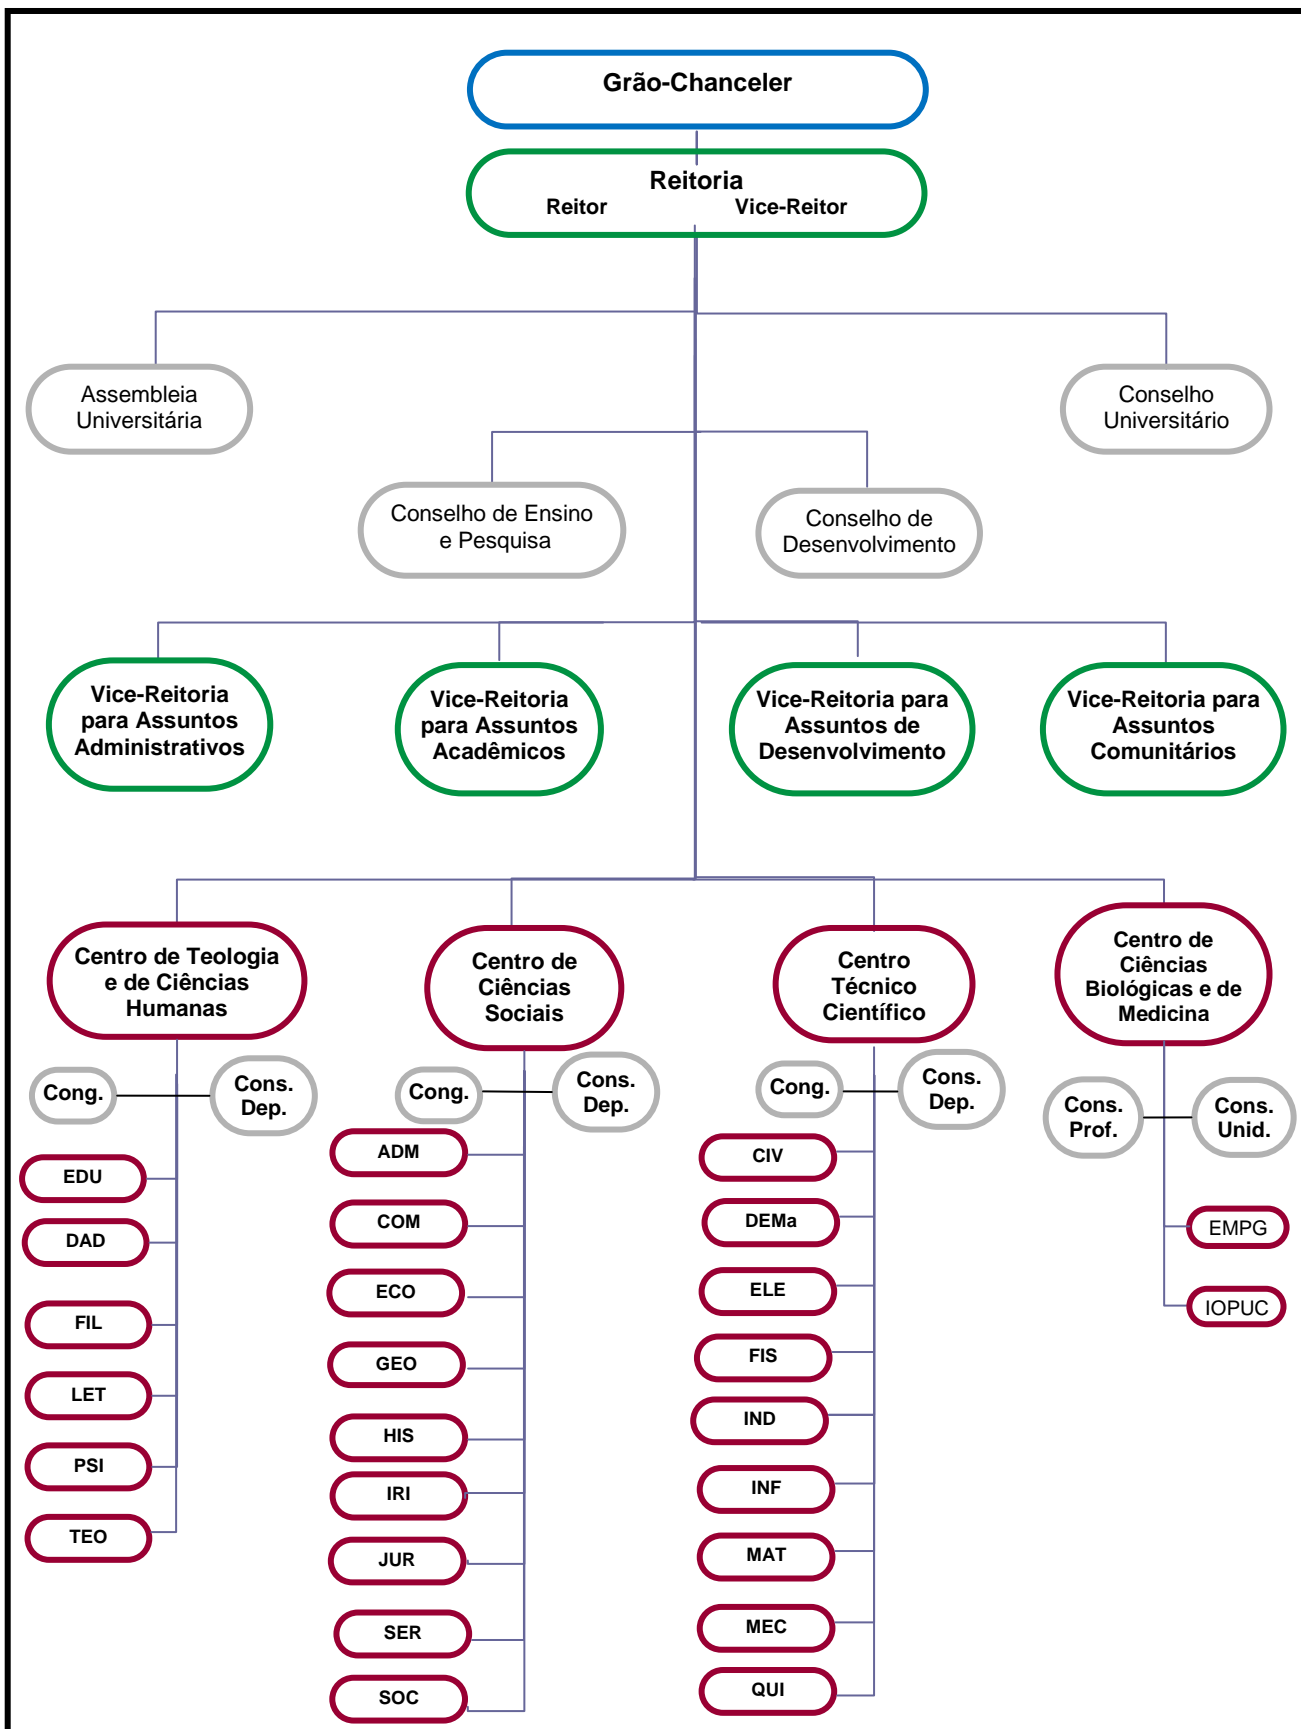 Grão-Chanceler
Reitoria
Reitor Vice-Reitor
Assembleia
Universitária
Conselho
Universitário
Conselho de Ensino
e Pesquisa
Conselho de
Desenvolvimento
Vice-Reitoria
para Assuntos
Administrativos
Vice-Reitoria
para Assuntos
Acadêmicos
Vice-Reitoria para
Assuntos de
Desenvolvimento
Vice-Reitoria para
Assuntos
Comunitários
Centro de Teologia
e de Ciências
Humanas
Centro de
Ciências
Sociais
Centro
Técnico
Científico
Centro de
Ciências
Biológicas e de
Medicina
Cong.
Cons.
Dep.
Cong.
Cons.
Dep.
Cong.
Cons.
Dep.
Cons.
Prof.
Cons.
Unid.
EDU
DAD
FIL
LET
PSI
TEO
ADM
COM
ECO
GEO
HIS
IRI
JUR
SER
SOC
CIV
DEMa
ELE
FIS
IND
INF
MAT
MEC
QUI
EMPG
IOPUC